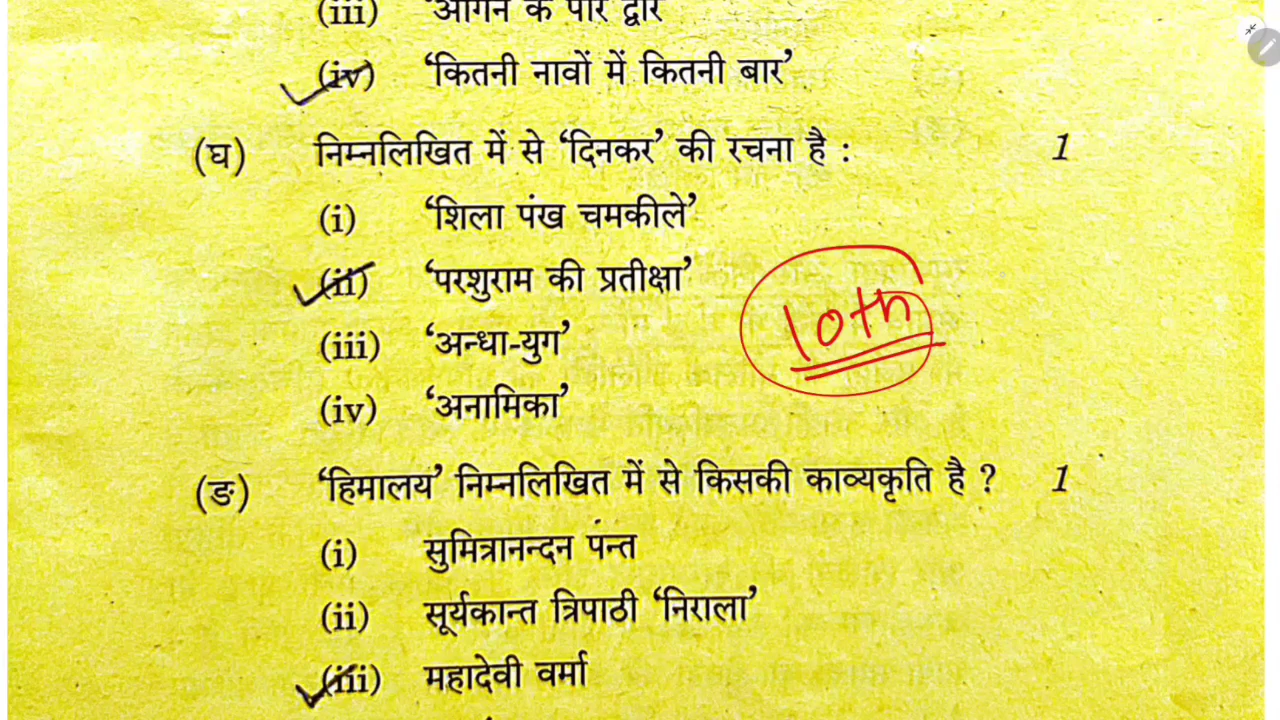 (iii) 'आँगन के पार द्वार'
(iv) 'कितनी नावों में कितनी बार'
(घ) निम्नलिखित में से 'दिनकर' की रचना है : 1
(i) 'शिला पंख चमकीले'
(ii) 'परशुराम की प्रतीक्षा'
(iii) 'अन्धा-युग'
10th
(iv) 'अनामिका'
(ङ) 'हिमालय' निम्नलिखित में से किसकी काव्यकृति है ? 1
(i) सुमित्रानन्दन पन्त
(ii) सूर्यकान्त त्रिपाठी 'निराला'
(iii) महादेवी वर्मा